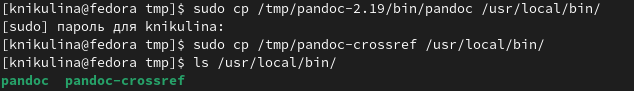 [knikulina@fedora tmp]$ sudo cp /tmp/pandoc-2.19/bin/pandoc /usr/local/bin/
[sudo] пароль для knikulina:
[knikulina@fedora tmp]$ sudo cp /tmp/pandoc-crossref /usr/local/bin/
[knikulina@fedora tmp]$ ls /usr/local/bin/
pandoc  pandoc-crossref